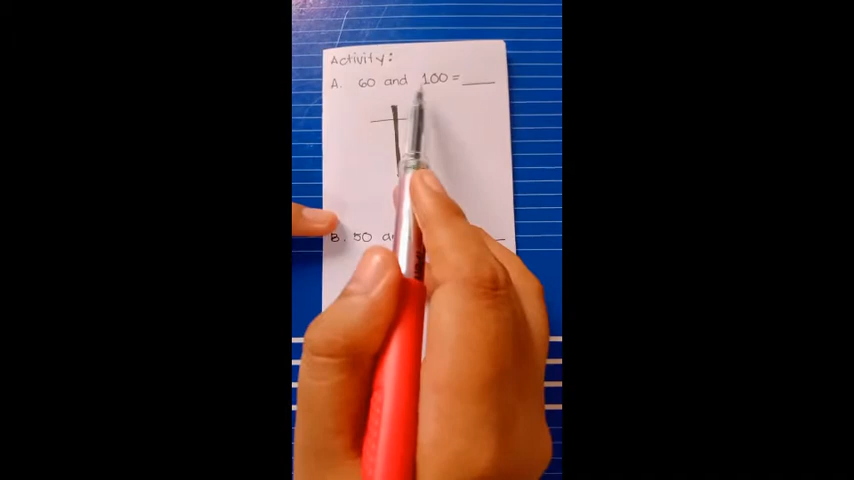 Activity:
A. 60 and 100 = ____
B. 50